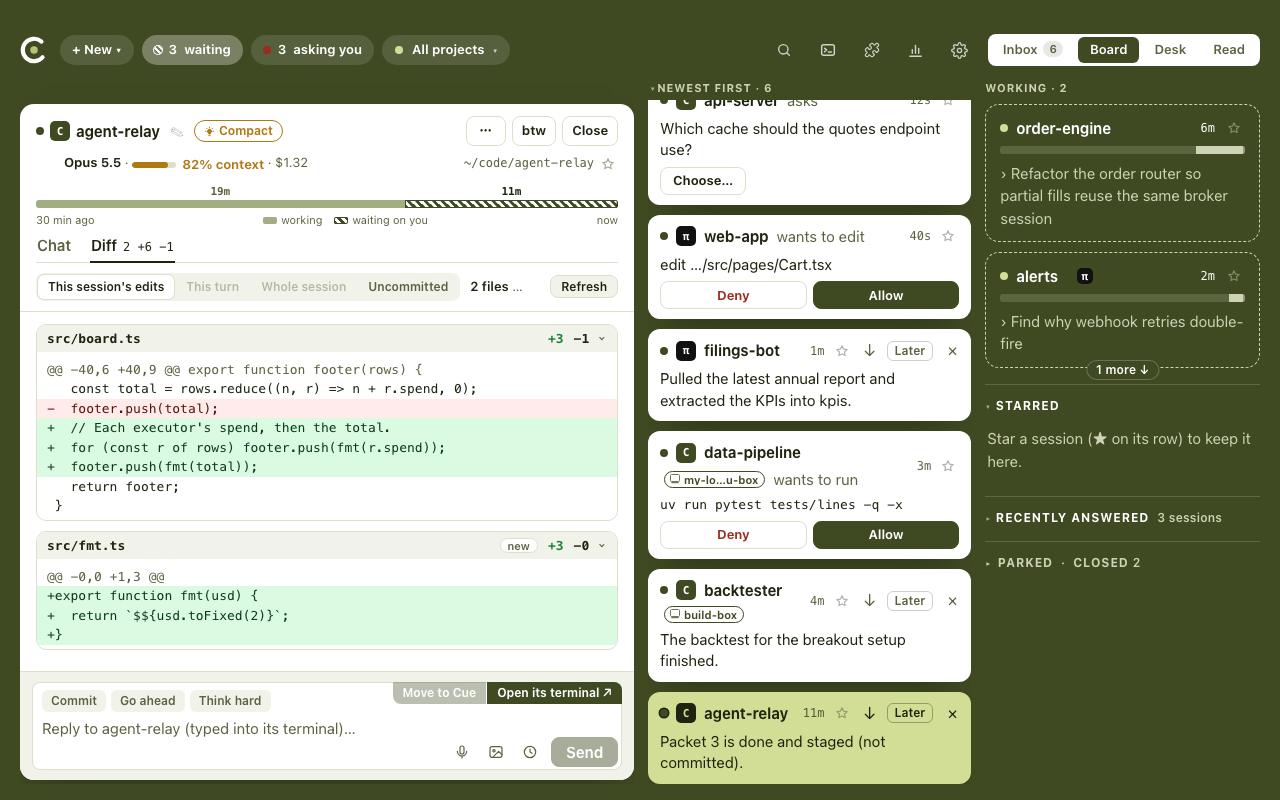 + New ▾
3 waiting
3 asking you
All projects ▾
Inbox 6
Board
Desk
Read
C agent-relay
Compact
···
btw
Close
Opus 5.5 · 82% context · $1.32
~/code/agent-relay
19m
11m
30 min ago
working
waiting on you
now
Chat
Diff 2 +6 −1
This session's edits
This turn
Whole session
Uncommitted
2 files ...
Refresh
src/board.ts
+3 −1
@@ −40,6 +40,9 @@ export function footer(rows) {
const total = rows.reduce((n, r) => n + r.spend, 0);
− footer.push(total);
+ // Each executor's spend, then the total.
+ for (const r of rows) footer.push(fmt(r.spend));
+ footer.push(fmt(total));
return footer;
}
src/fmt.ts
new
+3 −0
@@ −0,0 +1,3 @@
+export function fmt(usd) {
+ return `$${usd.toFixed(2)}`;
+}
Commit
Go ahead
Think hard
Move to Cue
Open its terminal ↗
Reply to agent-relay (typed into its terminal)...
Send
NEWEST FIRST · 6
C api-server asks 12s
Which cache should the quotes endpoint
use?
Choose...
π web-app wants to edit 40s
edit …/src/pages/Cart.tsx
Deny
Allow
π filings-bot 1m
Later
×
Pulled the latest annual report and
extracted the KPIs into kpis.
C data-pipeline
my-lo...u-box wants to run
3m
uv run pytest tests/lines −q −x
Deny
Allow
C backtester
build-box
4m
Later
×
The backtest for the breakout setup
finished.
C agent-relay 11m
Later
×
Packet 3 is done and staged (not
committed).
WORKING · 2
order-engine 6m
› Refactor the order router so
partial fills reuse the same broker
session
alerts π 2m
› Find why webhook retries double-
fire
1 more ↓
STARRED
Star a session (★ on its row) to keep it
here.
RECENTLY ANSWERED 3 sessions
PARKED · CLOSED 2